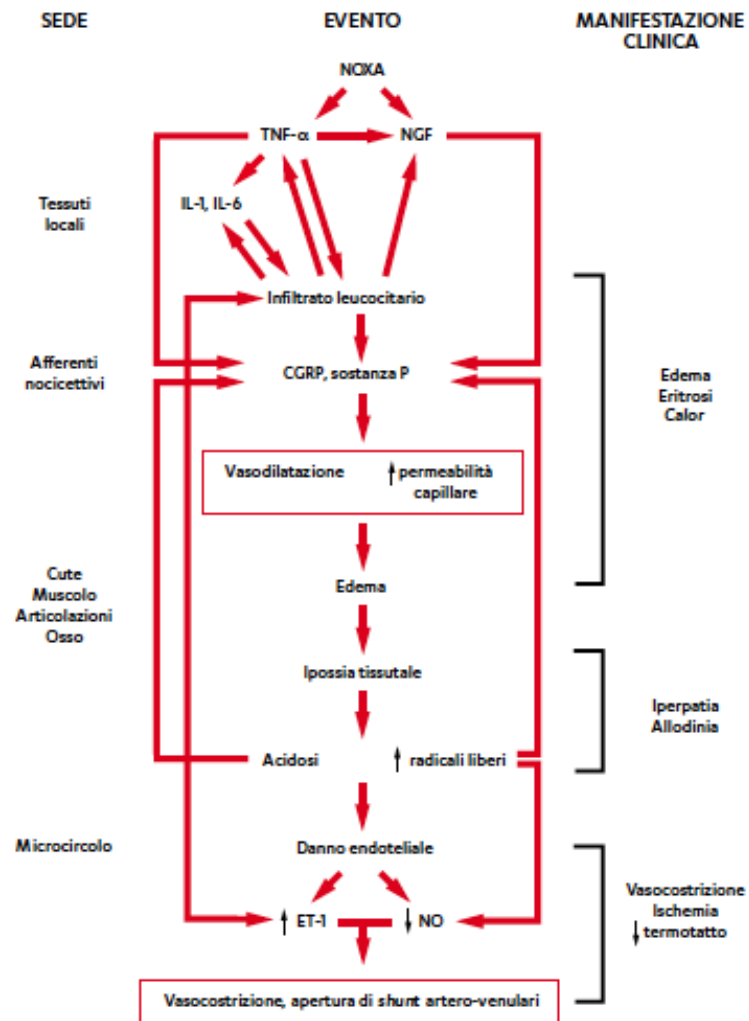 SEDE
EVENTO
MANIFESTAZIONE
CLINICA
NOXA
TNF-α
NGF
Tessuti
locali
IL-1, IL-6
Infiltrato leucocitario
Afferenti
nocicettivi
CGRP, sostanza P
Edema
Eritrosi
Calor
Vasodilatazione
↑ permeabilità
capillare
Cute
Muscolo
Articolazioni
Osso
Edema
Ipossia tissutale
Iperpatia
Allodinia
Acidosi
↑ radicali liberi
Microcircolo
Danno endoteliale
Vasocostrizione
Ischemia
↓ termotatto
↑ ET-1
↓ NO
Vasocostrizione, apertura di shunt artero-venulari